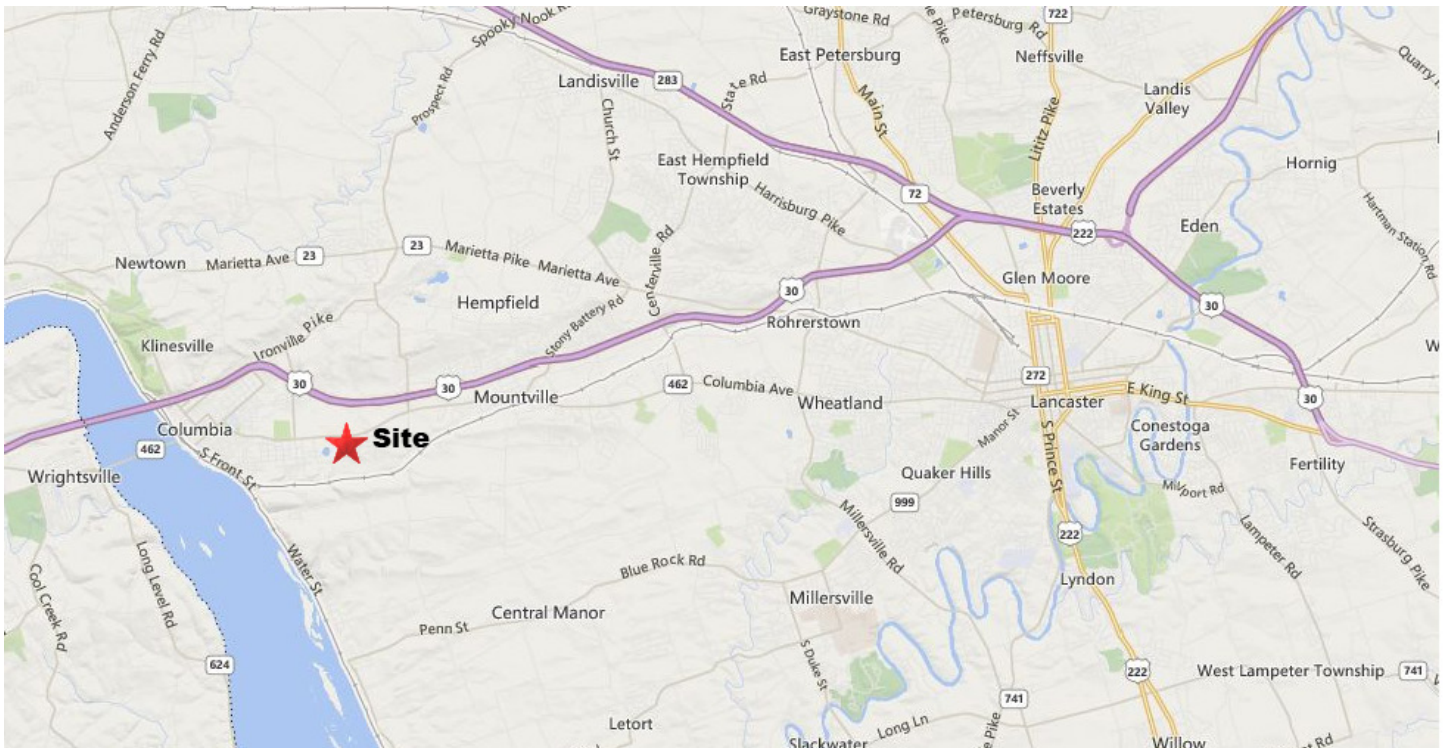 Graystone Rd
Petersburg Rd
722
Spooky Nook Rd
East Petersburg
Neffsville
Anderson Ferry Rd
Landisville
283
State Rd
Landis
Valley
Quarry
Prospect Rd
Church St
Main St
Lititz Pike
East Hempfield
Township
Hornig
Harrisburg Pike
72
Beverly
Estates
222
Eden
Hartman Station Rd
Newtown
Marietta Ave
23
23
Marietta Pike
Marietta Ave
Centerville Rd
Glen Moore
30
30
Hempfield
Stony Battery Rd
Rohrerstown
Klinesville
Ironville Pike
30
30
Mountville
462
Columbia Ave
Wheatland
272
Lancaster
E King St
30
Columbia
Site
Manor St
Conestoga
Gardens
462
S Front St
S Prince St
Quaker Hills
Fertility
Wrightsville
999
Millport Rd
Millersville Rd
222
Lampeter Rd
Strasburg Pike
Cool Creek Rd
Long Level Rd
Water St
Blue Rock Rd
Lyndon
Central Manor
Millersville
Penn St
624
S Duke St
222
West Lampeter Township
741
741
Pike
Letort
Long Ln
Slackwater
Willow
Rd